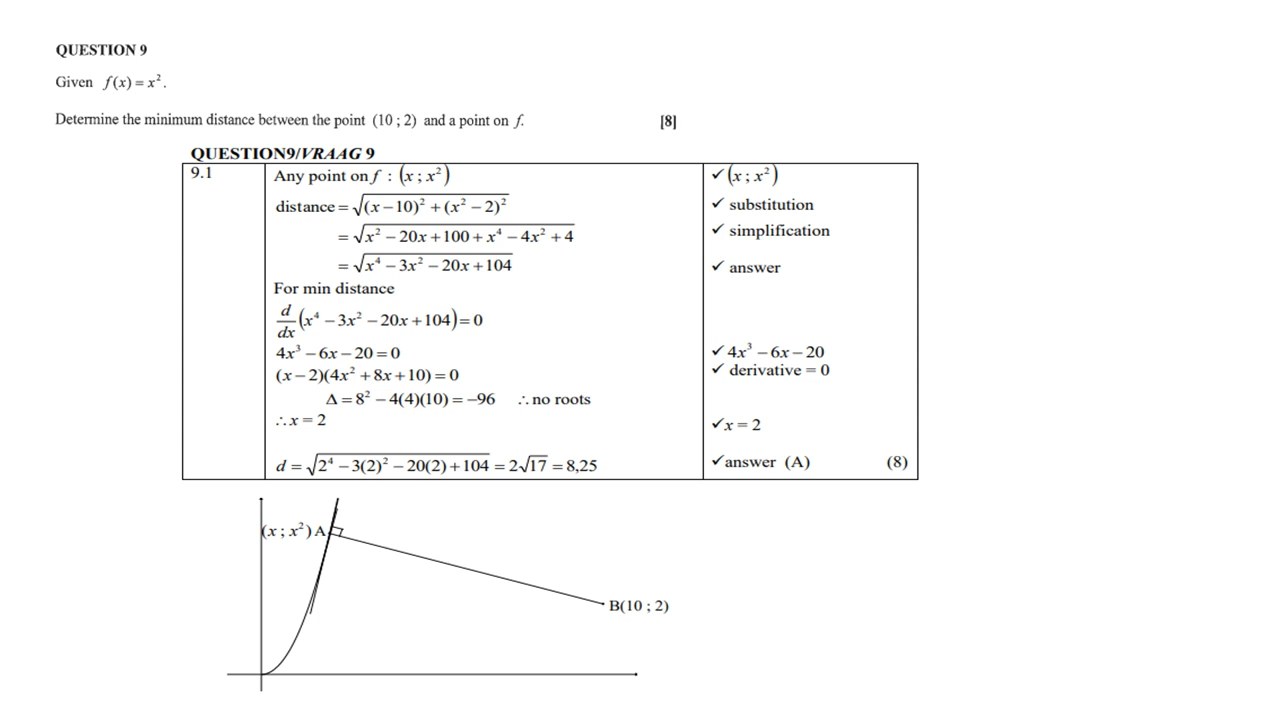 QUESTION 9
Given f(x) = x².
Determine the minimum distance between the point (10 ; 2) and a point on f. [8]
QUESTION9/VRAAG 9
9.1 Any point on f : (x ; x²) ✓ (x ; x²)
distance = √((x − 10)² + (x² − 2)²) ✓ substitution
= √(x² − 20x + 100 + x⁴ − 4x² + 4) ✓ simplification
= √(x⁴ − 3x² − 20x + 104) ✓ answer
For min distance
d/dx (x⁴ − 3x² − 20x + 104) = 0
4x³ − 6x − 20 = 0 ✓ 4x³ − 6x − 20
(x − 2)(4x² + 8x + 10) = 0 ✓ derivative = 0
Δ = 8² − 4(4)(10) = −96 ∴ no roots
∴ x = 2 ✓ x = 2
d = √(2⁴ − 3(2)² − 20(2) + 104) = 2√17 = 8,25 ✓ answer (A) (8)
(x ; x²) A
B(10 ; 2)